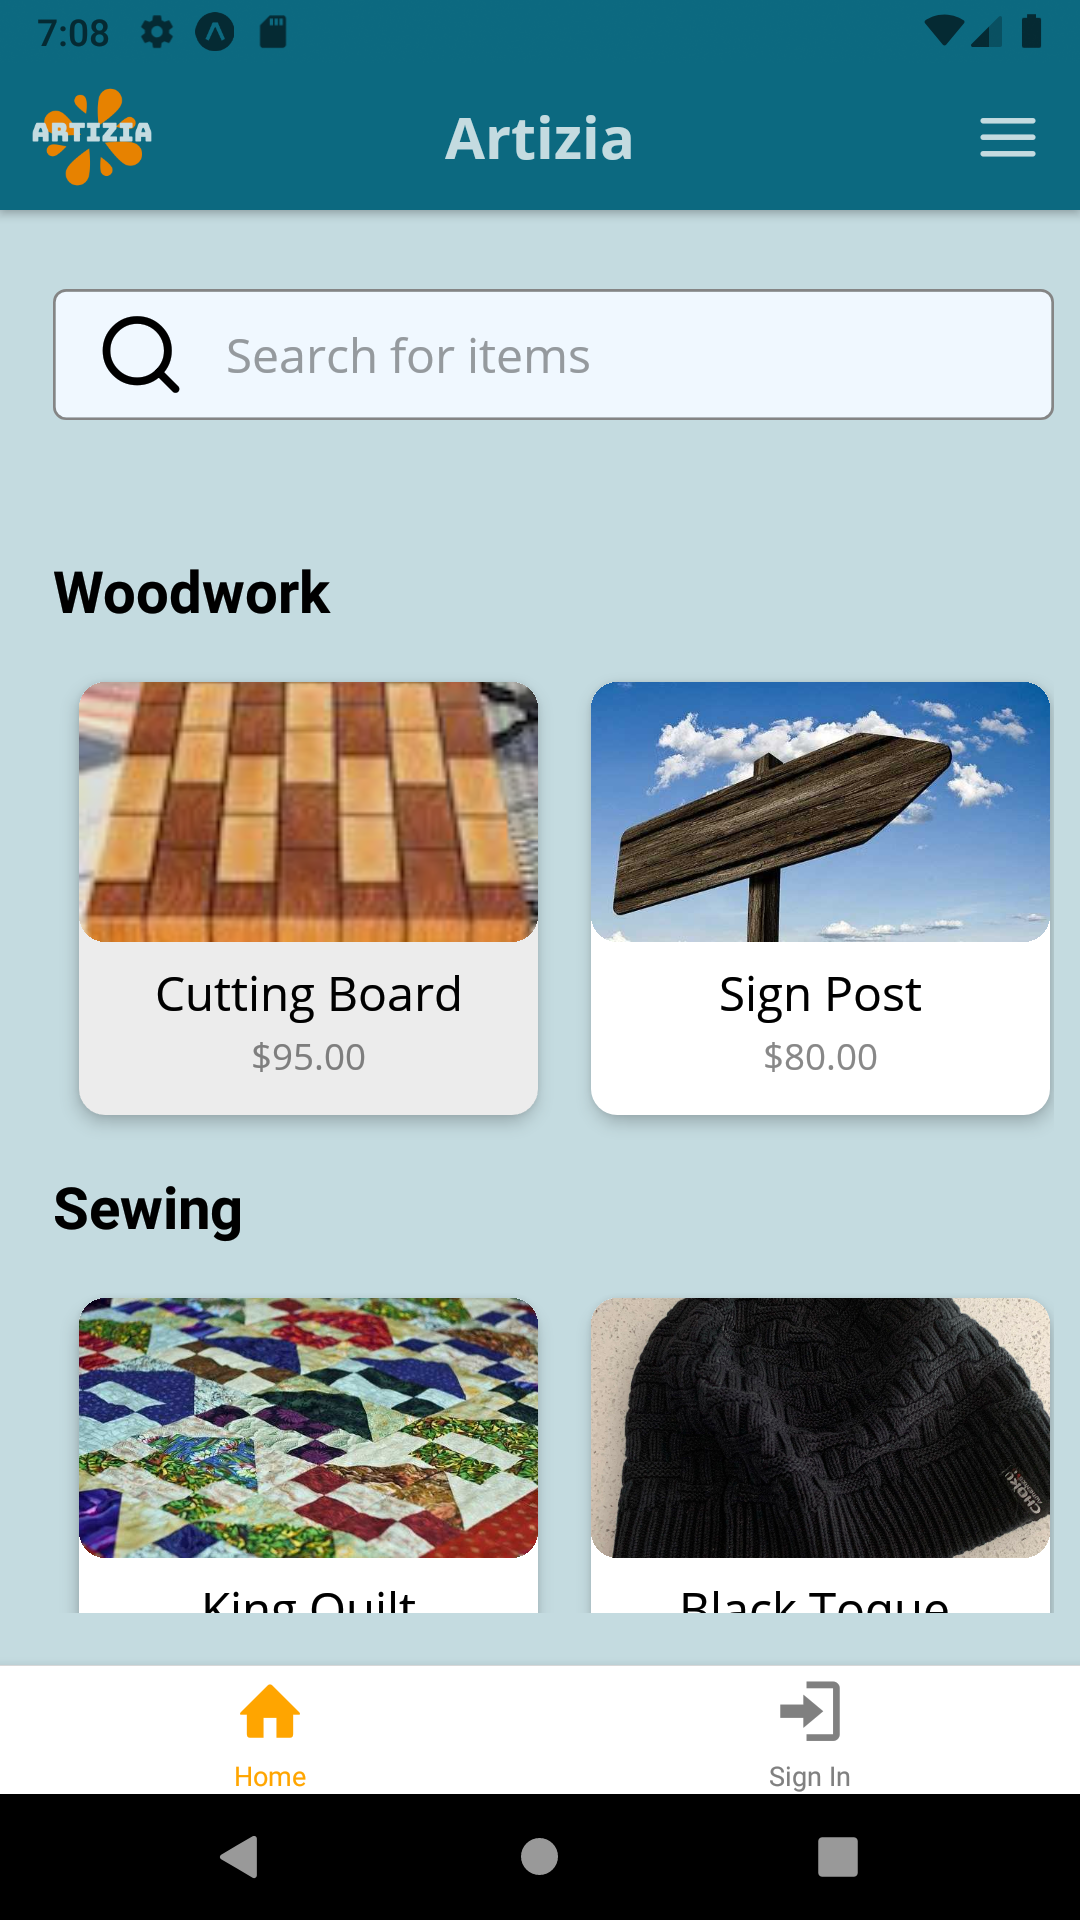 7:08
ARTIZIA
Artizia
Search for items
Woodwork
Cutting Board
Sign Post
$95.00
$80.00
Sewing
CHOKO
King Quilt
Black Toque
Home
Sign In